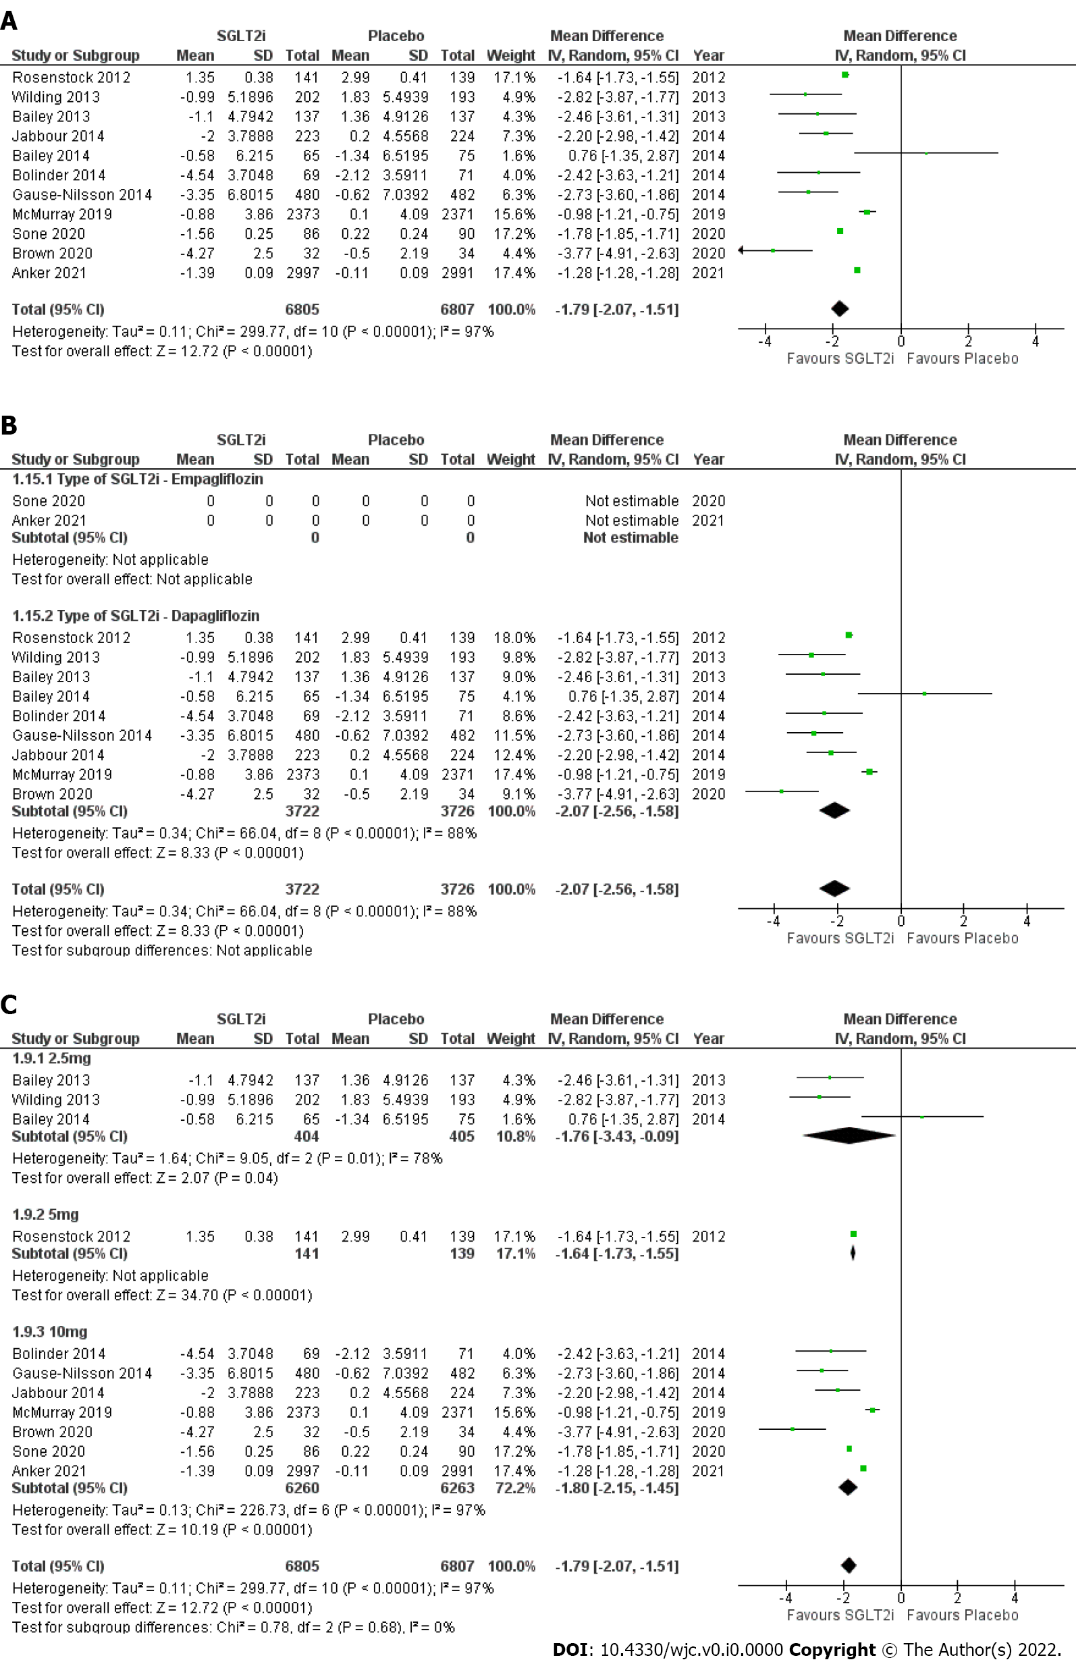 A
SGLT2i Placebo Mean Difference Mean Difference
Study or Subgroup Mean SD Total Mean SD Total Weight IV, Random, 95% CI Year IV, Random, 95% CI
Rosenstock 2012 1.35 0.38 141 2.99 0.41 139 17.1% -1.64 [-1.73, -1.55] 2012
Wilding 2013 -0.99 5.1896 202 1.83 5.4939 193 4.9% -2.82 [-3.87, -1.77] 2013
Bailey 2013 -1.1 4.7942 137 1.36 4.9126 137 4.3% -2.46 [-3.61, -1.31] 2013
Jabbour 2014 -2 3.7888 223 0.2 4.5568 224 7.3% -2.20 [-2.98, -1.42] 2014
Bailey 2014 -0.58 6.215 65 -1.34 6.5195 75 1.6% 0.76 [-1.35, 2.87] 2014
Bolinder 2014 -4.54 3.7048 69 -2.12 3.5911 71 4.0% -2.42 [-3.63, -1.21] 2014
Gause-Nilsson 2014 -3.35 6.8015 480 -0.62 7.0392 482 6.3% -2.73 [-3.60, -1.86] 2014
McMurray 2019 -0.88 3.86 2373 0.1 4.09 2371 15.6% -0.98 [-1.21, -0.75] 2019
Sone 2020 -1.56 0.25 86 0.22 0.24 90 17.2% -1.78 [-1.85, -1.71] 2020
Brown 2020 -4.27 2.5 32 -0.5 2.19 34 4.4% -3.77 [-4.91, -2.63] 2020
Anker 2021 -1.39 0.09 2997 -0.11 0.09 2991 17.4% -1.28 [-1.28, -1.28] 2021
Total (95% CI) 6805 6807 100.0% -1.79 [-2.07, -1.51]
Heterogeneity: Tau² = 0.11; Chi² = 299.77, df = 10 (P < 0.00001); I² = 97%
Test for overall effect: Z = 12.72 (P < 0.00001)
-4 -2 0 2 4
Favours SGLT2i Favours Placebo
B
SGLT2i Placebo Mean Difference Mean Difference
Study or Subgroup Mean SD Total Mean SD Total Weight IV, Random, 95% CI Year IV, Random, 95% CI
1.15.1 Type of SGLT2i - Empagliflozin
Sone 2020 0 0 0 0 0 0 Not estimable 2020
Anker 2021 0 0 0 0 0 0 Not estimable 2021
Subtotal (95% CI) 0 0 Not estimable
Heterogeneity: Not applicable
Test for overall effect: Not applicable
1.15.2 Type of SGLT2i - Dapagliflozin
Rosenstock 2012 1.35 0.38 141 2.99 0.41 139 18.0% -1.64 [-1.73, -1.55] 2012
Wilding 2013 -0.99 5.1896 202 1.83 5.4939 193 9.8% -2.82 [-3.87, -1.77] 2013
Bailey 2013 -1.1 4.7942 137 1.36 4.9126 137 9.0% -2.46 [-3.61, -1.31] 2013
Bailey 2014 -0.58 6.215 65 -1.34 6.5195 75 4.1% 0.76 [-1.35, 2.87] 2014
Bolinder 2014 -4.54 3.7048 69 -2.12 3.5911 71 8.6% -2.42 [-3.63, -1.21] 2014
Gause-Nilsson 2014 -3.35 6.8015 480 -0.62 7.0392 482 11.5% -2.73 [-3.60, -1.86] 2014
Jabbour 2014 -2 3.7888 223 0.2 4.5568 224 12.4% -2.20 [-2.98, -1.42] 2014
McMurray 2019 -0.88 3.86 2373 0.1 4.09 2371 17.4% -0.98 [-1.21, -0.75] 2019
Brown 2020 -4.27 2.5 32 -0.5 2.19 34 9.1% -3.77 [-4.91, -2.63] 2020
Subtotal (95% CI) 3722 3726 100.0% -2.07 [-2.56, -1.58]
Heterogeneity: Tau² = 0.34; Chi² = 66.04, df = 8 (P < 0.00001); I² = 88%
Test for overall effect: Z = 8.33 (P < 0.00001)
Total (95% CI) 3722 3726 100.0% -2.07 [-2.56, -1.58]
Heterogeneity: Tau² = 0.34; Chi² = 66.04, df = 8 (P < 0.00001); I² = 88%
Test for overall effect: Z = 8.33 (P < 0.00001)
Test for subgroup differences: Not applicable
-4 -2 0 2 4
Favours SGLT2i Favours Placebo
C
SGLT2i Placebo Mean Difference Mean Difference
Study or Subgroup Mean SD Total Mean SD Total Weight IV, Random, 95% CI Year IV, Random, 95% CI
1.9.1 2.5mg
Bailey 2013 -1.1 4.7942 137 1.36 4.9126 137 4.3% -2.46 [-3.61, -1.31] 2013
Wilding 2013 -0.99 5.1896 202 1.83 5.4939 193 4.9% -2.82 [-3.87, -1.77] 2013
Bailey 2014 -0.58 6.215 65 -1.34 6.5195 75 1.6% 0.76 [-1.35, 2.87] 2014
Subtotal (95% CI) 404 405 10.8% -1.76 [-3.43, -0.09]
Heterogeneity: Tau² = 1.64; Chi² = 9.05, df = 2 (P = 0.01); I² = 78%
Test for overall effect: Z = 2.07 (P = 0.04)
1.9.2 5mg
Rosenstock 2012 1.35 0.38 141 2.99 0.41 139 17.1% -1.64 [-1.73, -1.55] 2012
Subtotal (95% CI) 141 139 17.1% -1.64 [-1.73, -1.55]
Heterogeneity: Not applicable
Test for overall effect: Z = 34.70 (P < 0.00001)
1.9.3 10mg
Bolinder 2014 -4.54 3.7048 69 -2.12 3.5911 71 4.0% -2.42 [-3.63, -1.21] 2014
Gause-Nilsson 2014 -3.35 6.8015 480 -0.62 7.0392 482 6.3% -2.73 [-3.60, -1.86] 2014
Jabbour 2014 -2 3.7888 223 0.2 4.5568 224 7.3% -2.20 [-2.98, -1.42] 2014
McMurray 2019 -0.88 3.86 2373 0.1 4.09 2371 15.6% -0.98 [-1.21, -0.75] 2019
Brown 2020 -4.27 2.5 32 -0.5 2.19 34 4.4% -3.77 [-4.91, -2.63] 2020
Sone 2020 -1.56 0.25 86 0.22 0.24 90 17.2% -1.78 [-1.85, -1.71] 2020
Anker 2021 -1.39 0.09 2997 -0.11 0.09 2991 17.4% -1.28 [-1.28, -1.28] 2021
Subtotal (95% CI) 6260 6263 72.2% -1.80 [-2.15, -1.45]
Heterogeneity: Tau² = 0.13; Chi² = 226.73, df = 6 (P < 0.00001); I² = 97%
Test for overall effect: Z = 10.19 (P < 0.00001)
Total (95% CI) 6805 6807 100.0% -1.79 [-2.07, -1.51]
Heterogeneity: Tau² = 0.11; Chi² = 299.77, df = 10 (P < 0.00001); I² = 97%
Test for overall effect: Z = 12.72 (P < 0.00001)
Test for subgroup differences: Chi² = 0.78, df = 2 (P = 0.68), I² = 0%
-4 -2 0 2 4
Favours SGLT2i Favours Placebo
DOI: 10.4330/wjc.v0.i0.0000 Copyright © The Author(s) 2022.